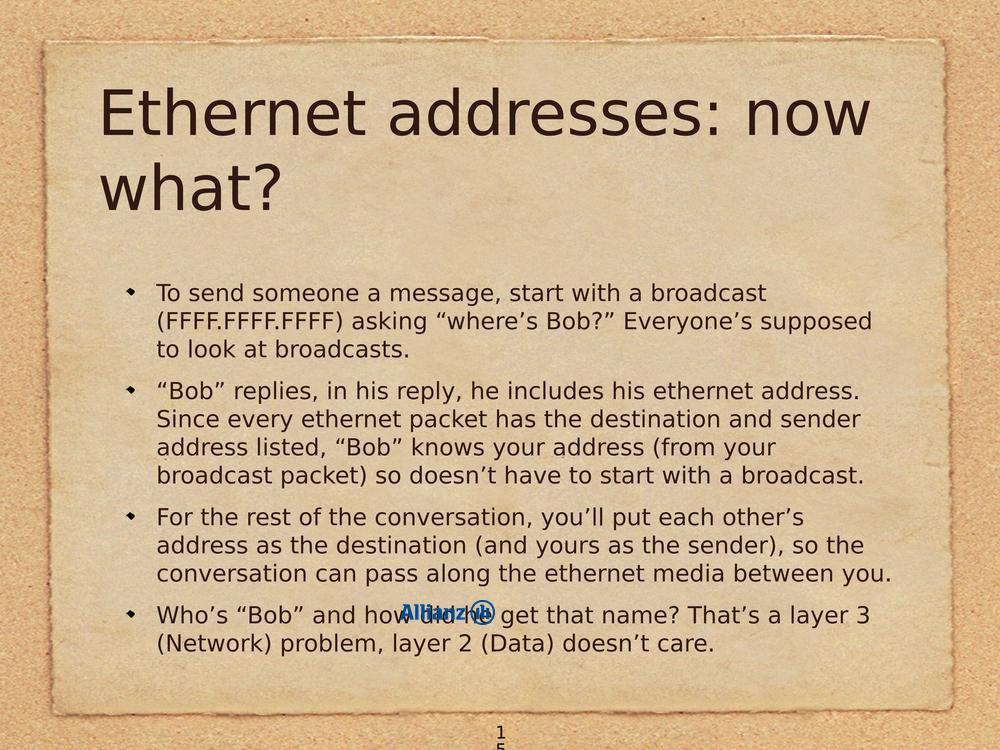 Ethernet addresses: now
what?
To send someone a message, start with a broadcast
(FFFF.FFFF.FFFF) asking “where’s Bob?” Everyone’s supposed
to look at broadcasts.
“Bob” replies, in his reply, he includes his ethernet address.
Since every ethernet packet has the destination and sender
address listed, “Bob” knows your address (from your
broadcast packet) so doesn’t have to start with a broadcast.
For the rest of the conversation, you’ll put each other’s
address as the destination (and yours as the sender), so the
conversation can pass along the ethernet media between you.
Who’s “Bob” and how did he get that name? That’s a layer 3
Allianz
(Network) problem, layer 2 (Data) doesn’t care.
1
5